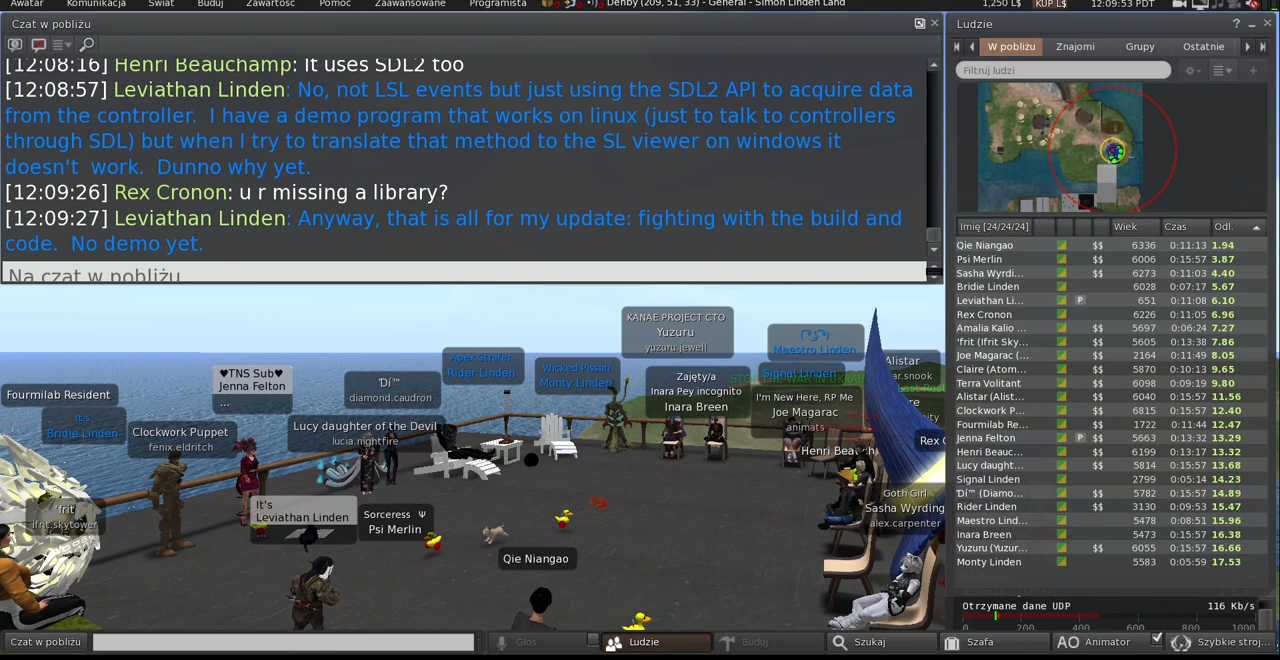 Awatar Komunikacja Świat Buduj Zawartość Pomoc Zaawansowane Programista Denby (209, 51, 33) - General - Simon Linden Land 1,250 L$ KUP L$ 12:09:53 PDT
Czat w pobliżu
[12:08:16] Henri Beauchamp: It uses SDL2 too
[12:08:57] Leviathan Linden: No, not LSL events but just using the SDL2 API to acquire data
from the controller. I have a demo program that works on linux (just to talk to controllers
through SDL) but when I try to translate that method to the SL viewer on windows it
doesn't work. Dunno why yet.
[12:09:26] Rex Cronon: u r missing a library?
[12:09:27] Leviathan Linden: Anyway, that is all for my update: fighting with the build and
code. No demo yet.
Na czat w pobliżu
KANAE PROJECT CTO
Yuzuru
yuzuru.jewell
Maestro Linden
Apex Strafer
Rider Linden
Wicked Pissah
Monty Linden
Signal Linden
Alistar
ar.snook
STOP THE WAR IN UKRAIN
Last Rest
♥TNS Sub♥
Jenna Felton
...
Ɗí™
diamond.caudron
Zajęty/a
Inara Pey incognito
Inara Breen
I'm New Here, RP Me
Joe Magarac
animats
Fourmilab Resident
It's
Bridie Linden
Clockwork Puppet
fenix.eldritch
Lucy daughter of the Devil
lucia.nightfire
Rex C
Henri Beauch
Goth Girl
Sasha Wyrding
alex.carpenter
'frit
ifrit.skytower
It's
Leviathan Linden
...
Sorceress Ψ
Psi Merlin
Qie Niangao
Ludzie
W pobliżu Znajomi Grupy Ostatnie
Filtruj ludzi
Imię [24/24/24] Wiek Czas Odl.
Qie Niangao 6336 0:11:13 1.94
Psi Merlin $$ 6006 0:15:57 3.87
Sasha Wyrdi... $$ 6273 0:11:03 4.40
Bridie Linden 6028 0:07:17 5.67
Leviathan Li... P 651 0:11:08 6.10
Rex Cronon 6226 0:11:05 6.96
Amalia Kalio ... $$ 5697 0:06:24 7.27
'frit (Ifrit Sky... $$ 5605 0:13:38 7.86
Joe Magarac (... $$ 2164 0:11:49 8.05
Claire (Atom... $$ 5870 0:10:13 9.65
Terra Volitant $$ 6098 0:09:19 9.80
Alistar (Alist... $$ 6040 0:15:57 11.56
Clockwork P... $$ 6815 0:15:57 12.40
Fourmilab Re... $$ 1722 0:11:44 12.47
Jenna Felton P $$ 5663 0:13:32 13.29
Henri Beauc... $$ 6199 0:13:17 13.32
Lucy daught... $$ 5814 0:15:57 13.68
Signal Linden 2799 0:05:14 14.23
Ɗí™ (Diamo... $$ 5782 0:15:57 14.89
Rider Linden $$ 3130 0:09:53 15.47
Maestro Lind... 5478 0:08:51 15.96
Inara Breen 5473 0:15:57 16.38
Yuzuru (Yuzur... $$ 6055 0:15:57 16.66
Monty Linden 5583 0:05:59 17.53
Otrzymane dane UDP 116 Kb/s
0 200 400 600 800 1000
Czat w pobliżu Głos Ludzie Buduj Szukaj Szafa AO Animator Szybkie stroj...